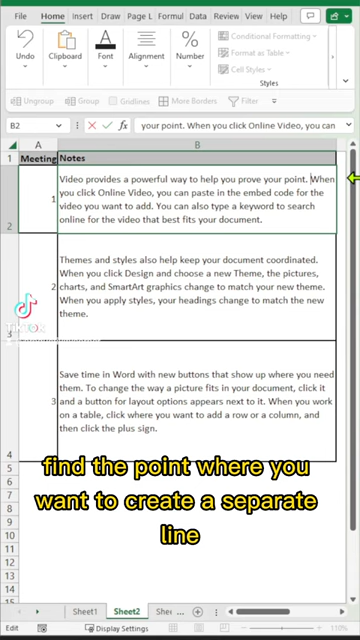 File Home Insert Draw Page L Formul Data Review View
Undo Clipboard Font Alignment Number
Conditional Formatting
Format as Table
Cell Styles
Styles
Ungroup Group Gridlines More Borders Filter
B2 fx your point. When you click Online Video, you can
A B
1 Meeting Notes
Video provides a powerful way to help you prove your point. When
you click Online Video, you can paste in the embed code for the
1 video you want to add. You can also type a keyword to search
online for the video that best fits your document.
2
Themes and styles also help keep your document coordinated.
When you click Design and choose a new Theme, the pictures,
2 charts, and SmartArt graphics change to match your new theme.
When you apply styles, your headings change to match the new
theme.
TikTok
3
Save time in Word with new buttons that show up where you need
them. To change the way a picture fits in your document, click it
3 and a button for layout options appears next to it. When you work
on a table, click where you want to add a row or a column, and
then click the plus sign.
4
find the point where you
want to create a separate
line
5
6
7
8
9
10
11
12
13
14
15
Sheet1 Sheet2 Shee ...
Edit Display Settings 110%